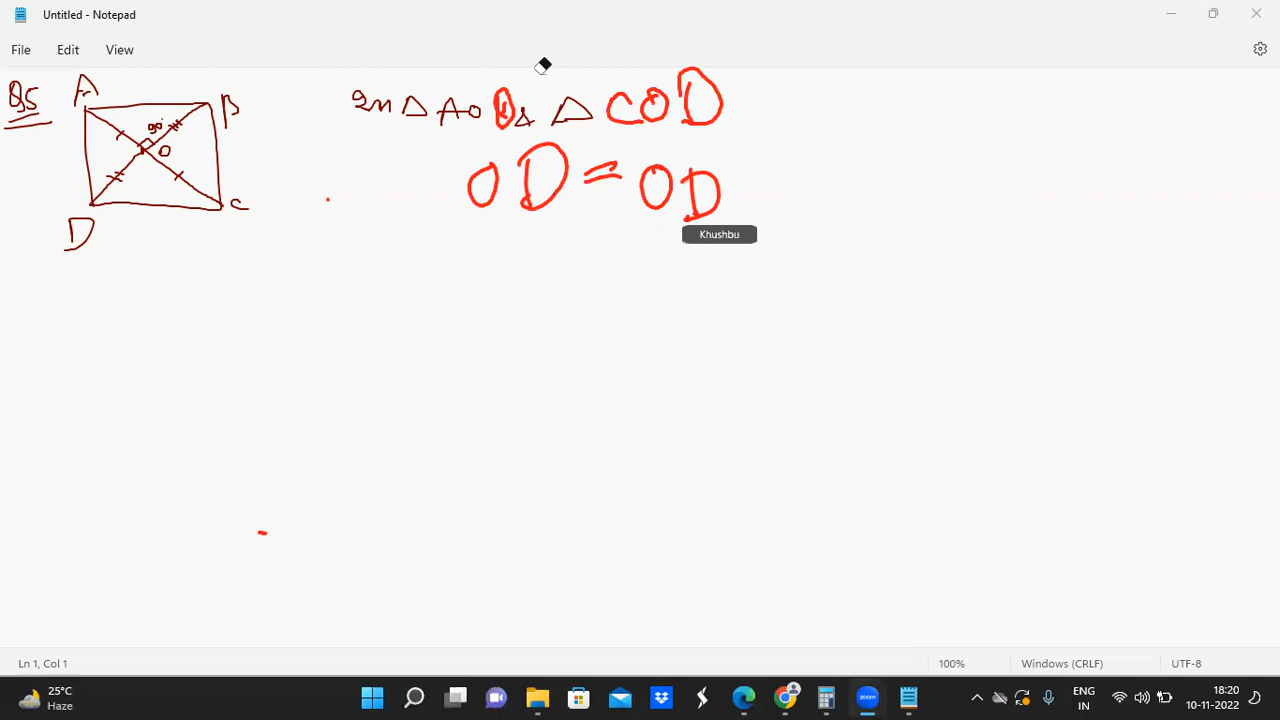 Untitled - Notepad
File Edit View
Q5
A
B
90°
O
C
D
In △ AOD & △ COD
OD = OD
Khushbu
Ln 1, Col 1
100%
Windows (CRLF)
UTF-8
25°C
Haze
ENG
IN
18:20
10-11-2022